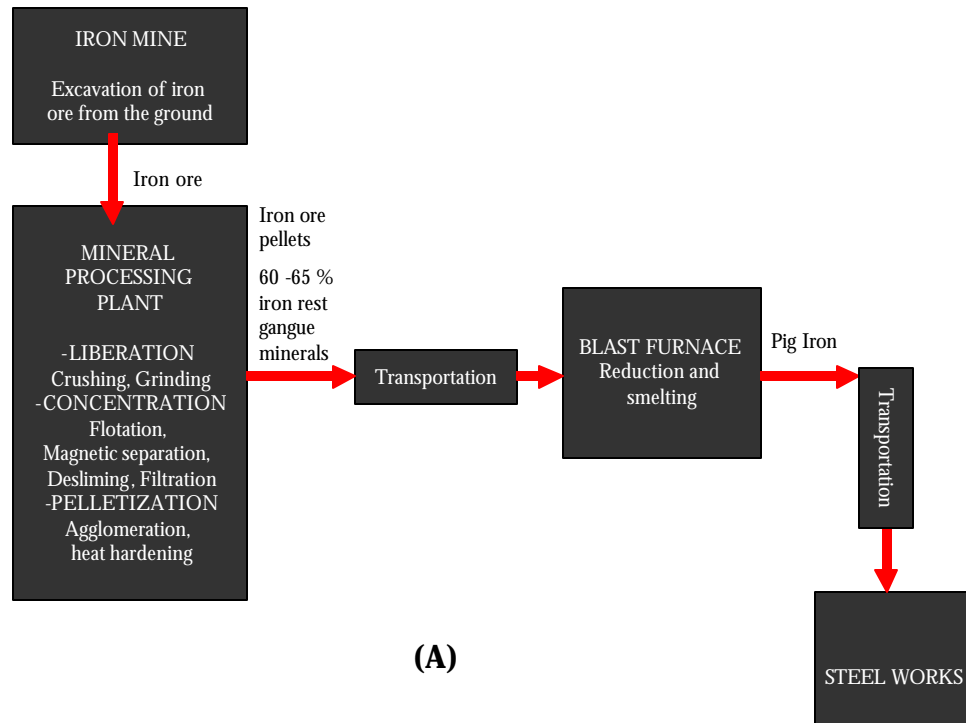 IRON MINE
Excavation of iron
ore from the ground
Iron ore
MINERAL
PROCESSING
PLANT
-LIBERATION
Crushing, Grinding
-CONCENTRATION
Flotation,
Magnetic separation,
Desliming, Filtration
-PELLETIZATION
Agglomeration,
heat hardening
Iron ore
pellets
60 -65 %
iron rest
gangue
minerals
Transportation
BLAST FURNACE
Reduction and
smelting
Pig Iron
Transportation
STEEL WORKS
(A)